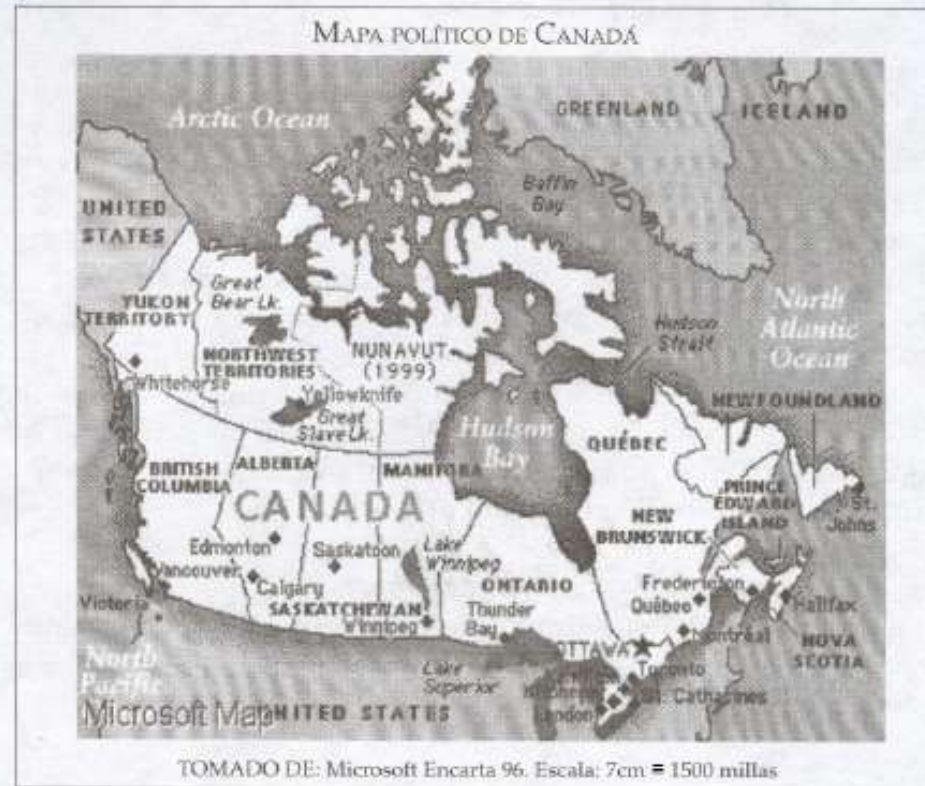 MAPA POLÍTICO DE CANADÁ
Arctic Ocean
GREENLAND
ICELAND
Baffin
Bay
UNITED
STATES
Great
Bear Lk.
YUKON
TERRITORY
North
Atlantic
Ocean
Hudson
Strait
NORTHWEST
TERRITORIES
NUNAVUT
(1999)
Whitehorse
Yellowknife
Great
Slave Lk.
NEWFOUNDLAND
Hudson
Bay
QUÉBEC
BRITISH
COLUMBIA
ALBERTA
MANITOBA
PRINCE
EDWARD
ISLAND
St.
Johns
CANADA
NEW
BRUNSWICK
Edmonton
Saskatoon
Lake
Winnipeg
Vancouver
Calgary
ONTARIO
Fredericton
Victoria
SASKATCHEWAN
Winnipeg
Thunder
Bay
Québec
Halifax
Montréal
OTTAWA
NOVA
SCOTIA
North
Pacific
Lake
Superior
Toronto
St. Catharines
London
Microsoft Map
UNITED STATES
TOMADO DE: Microsoft Encarta 96. Escala: 7cm = 1500 millas